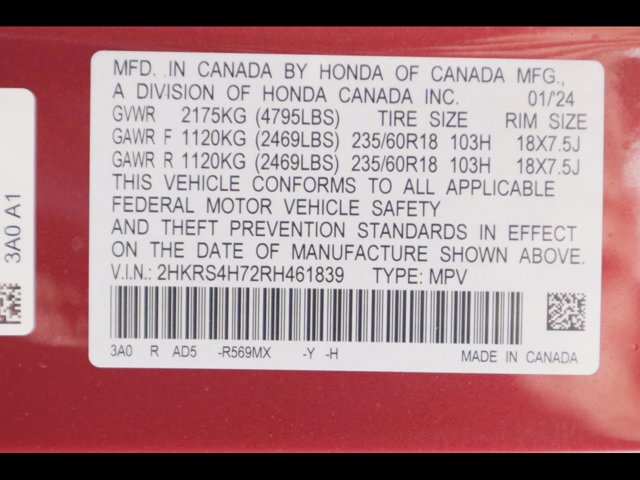 MFD. IN CANADA BY HONDA OF CANADA MFG.,
A DIVISION OF HONDA CANADA INC. 01/24
GVWR 2175KG (4795LBS) TIRE SIZE RIM SIZE
GAWR F 1120KG (2469LBS) 235/60R18 103H 18X7.5J
GAWR R 1120KG (2469LBS) 235/60R18 103H 18X7.5J
THIS VEHICLE CONFORMS TO ALL APPLICABLE
FEDERAL MOTOR VEHICLE SAFETY
AND THEFT PREVENTION STANDARDS IN EFFECT
ON THE DATE OF MANUFACTURE SHOWN ABOVE.
V.I.N.: 2HKRS4H72RH461839 TYPE: MPV
3A0 R AD5 -R569MX -Y -H MADE IN CANADA
3A0 A1